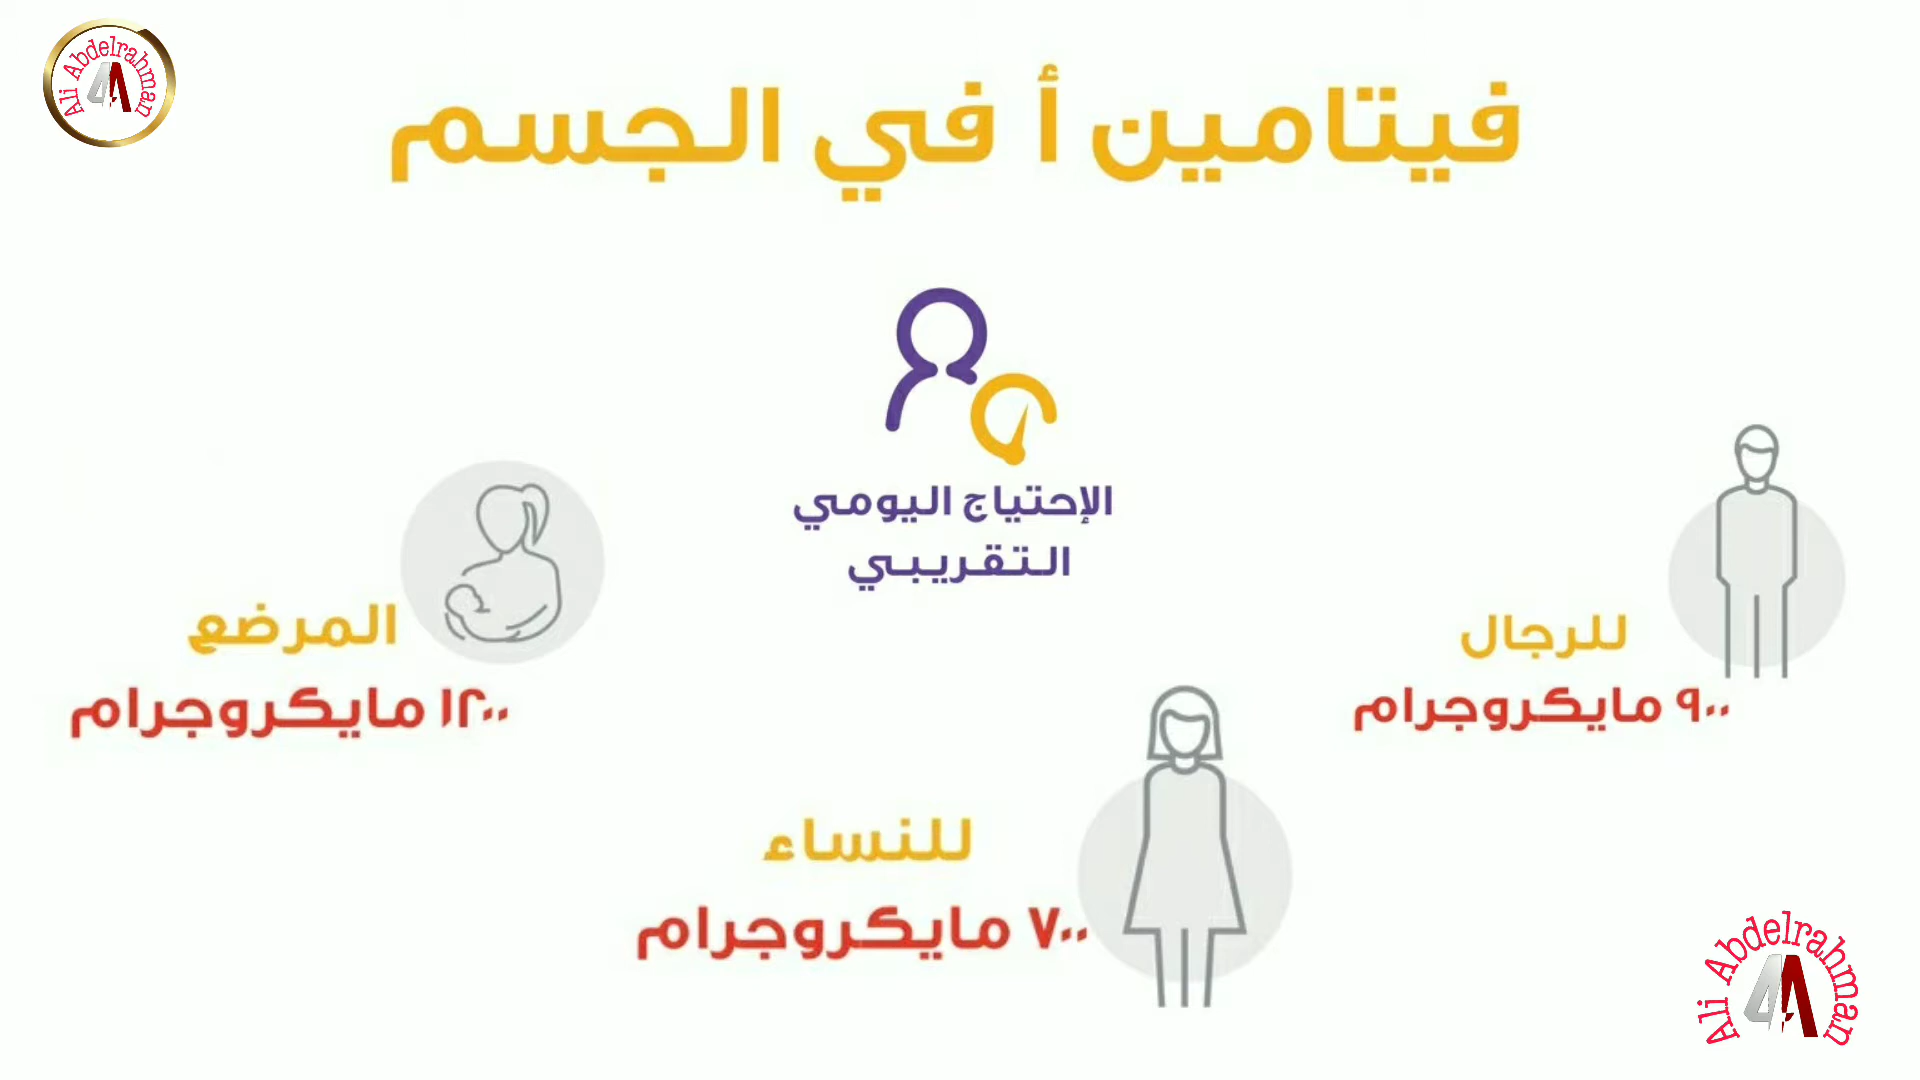 Ali Abdelrahman
فيتامين أ في الجسم
الإحتياج اليومي
التقريبي
للرجال
٩٠٠ مايكروجرام
المرضع
١٢٠٠ مايكروجرام
للنساء
٧٠٠ مايكروجرام
Ali Abdelrahman